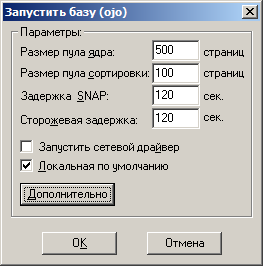 Запустить базу (ojo)
Параметры:
Размер пула ядра: 500 страниц
Размер пула сортировки: 100 страниц
Задержка SNAP: 120 сек.
Сторожевая задержка: 120 сек.
Запустить сетевой драйвер
Локальная по умолчанию
Дополнительно
OK Отмена